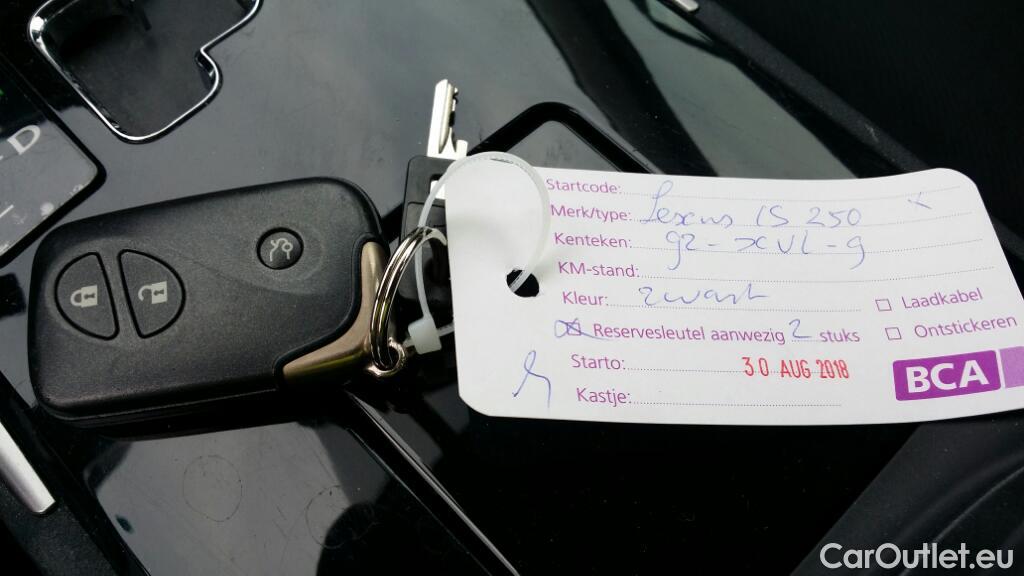 D
Startcode:
Merk/type: Lexus IS 250 x
Kenteken: 92-XVL-9
KM-stand:
Kleur: zwart
Laadkabel
Reservesleutel aanwezig 2 stuks
Ontstickeren
Starto: 30 AUG 2018
Kastje:
BCA
CarOutlet.eu